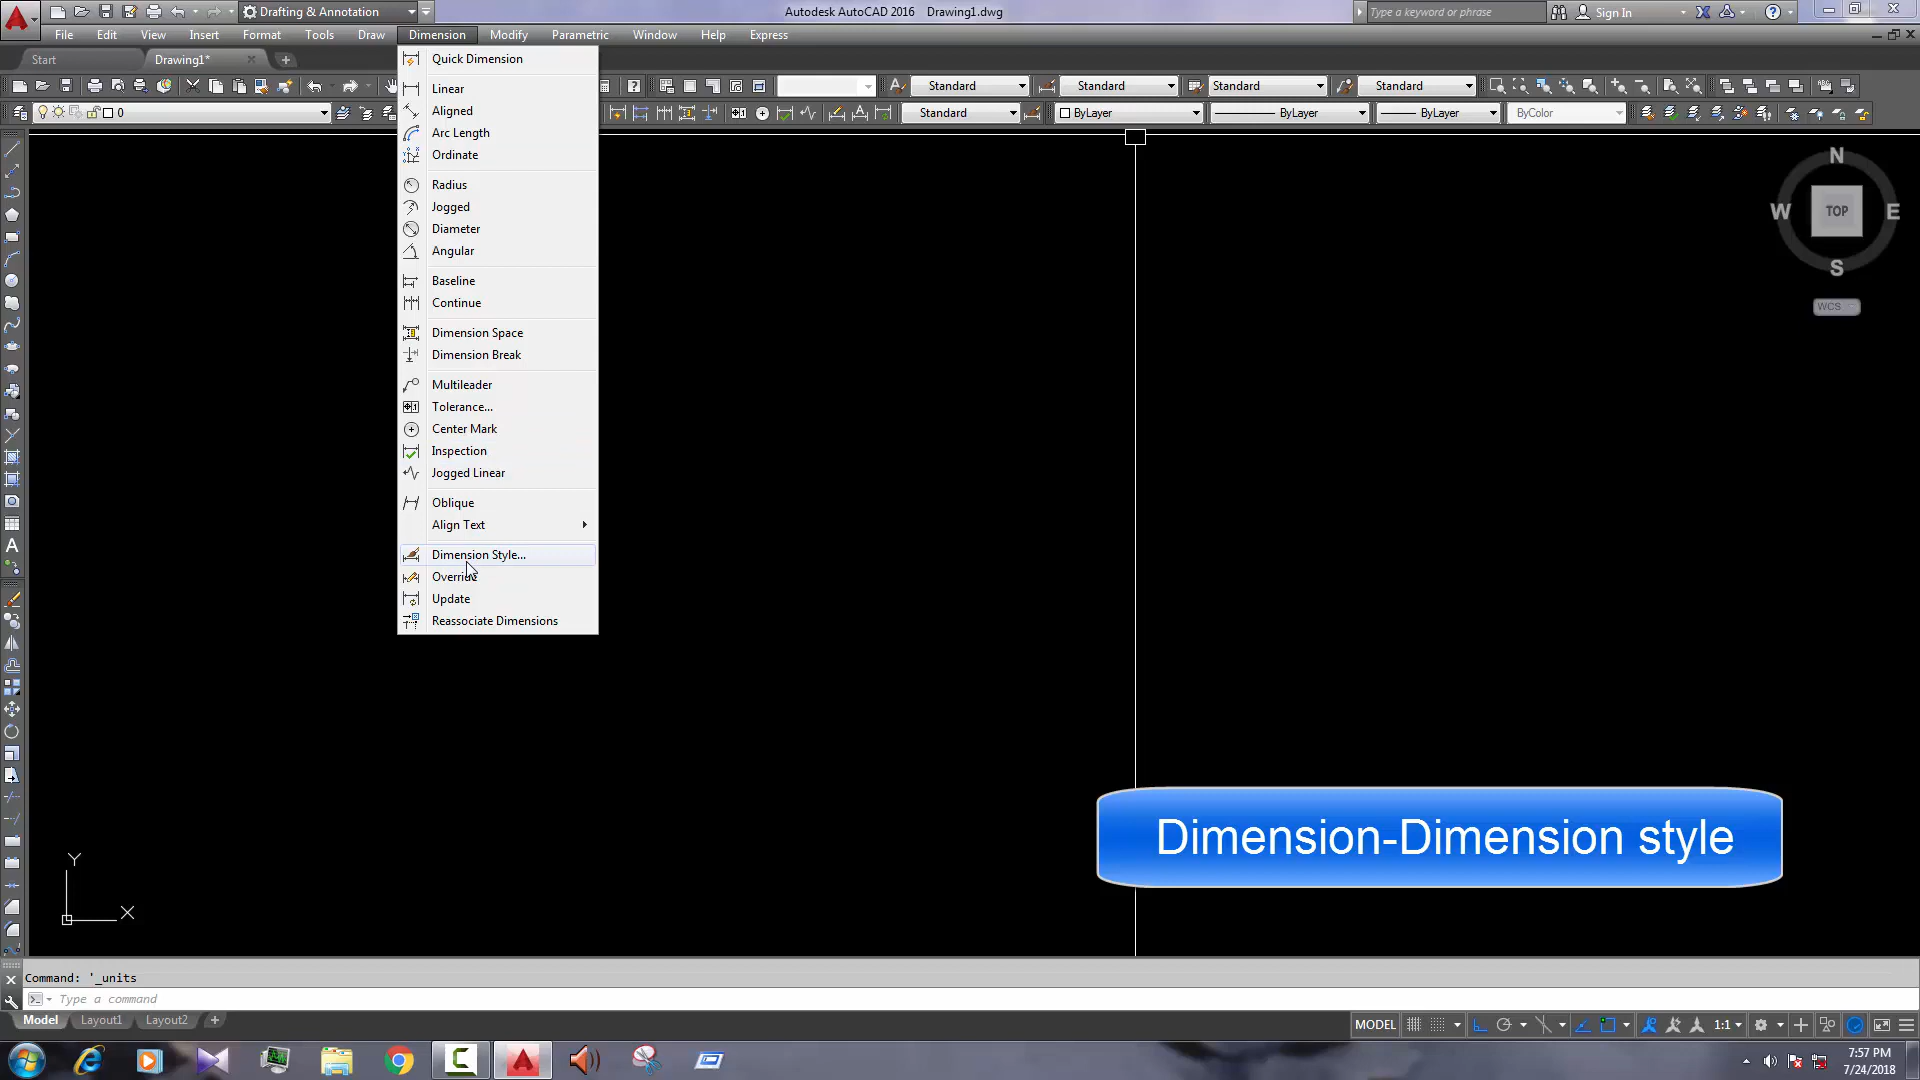 Drafting & Annotation
Autodesk AutoCAD 2016 Drawing1.dwg
Type a keyword or phrase
Sign In
File Edit View Insert Format Tools Draw Dimension Modify Parametric Window Help Express
Start
Drawing1*
Standard
Standard
Standard
Standard
0
Standard
ByLayer
ByLayer
ByLayer
ByColor
Quick Dimension
Linear
Aligned
Arc Length
Ordinate
Radius
Jogged
Diameter
Angular
Baseline
Continue
Dimension Space
Dimension Break
Multileader
Tolerance...
Center Mark
Inspection
Jogged Linear
Oblique
Align Text
Dimension Style...
Override
Update
Reassociate Dimensions
N
W TOP E
S
WCS
Dimension-Dimension style
Y
X
Command: '_units
Type a command
Model Layout1 Layout2
MODEL
1:1
7:57 PM
7/24/2018